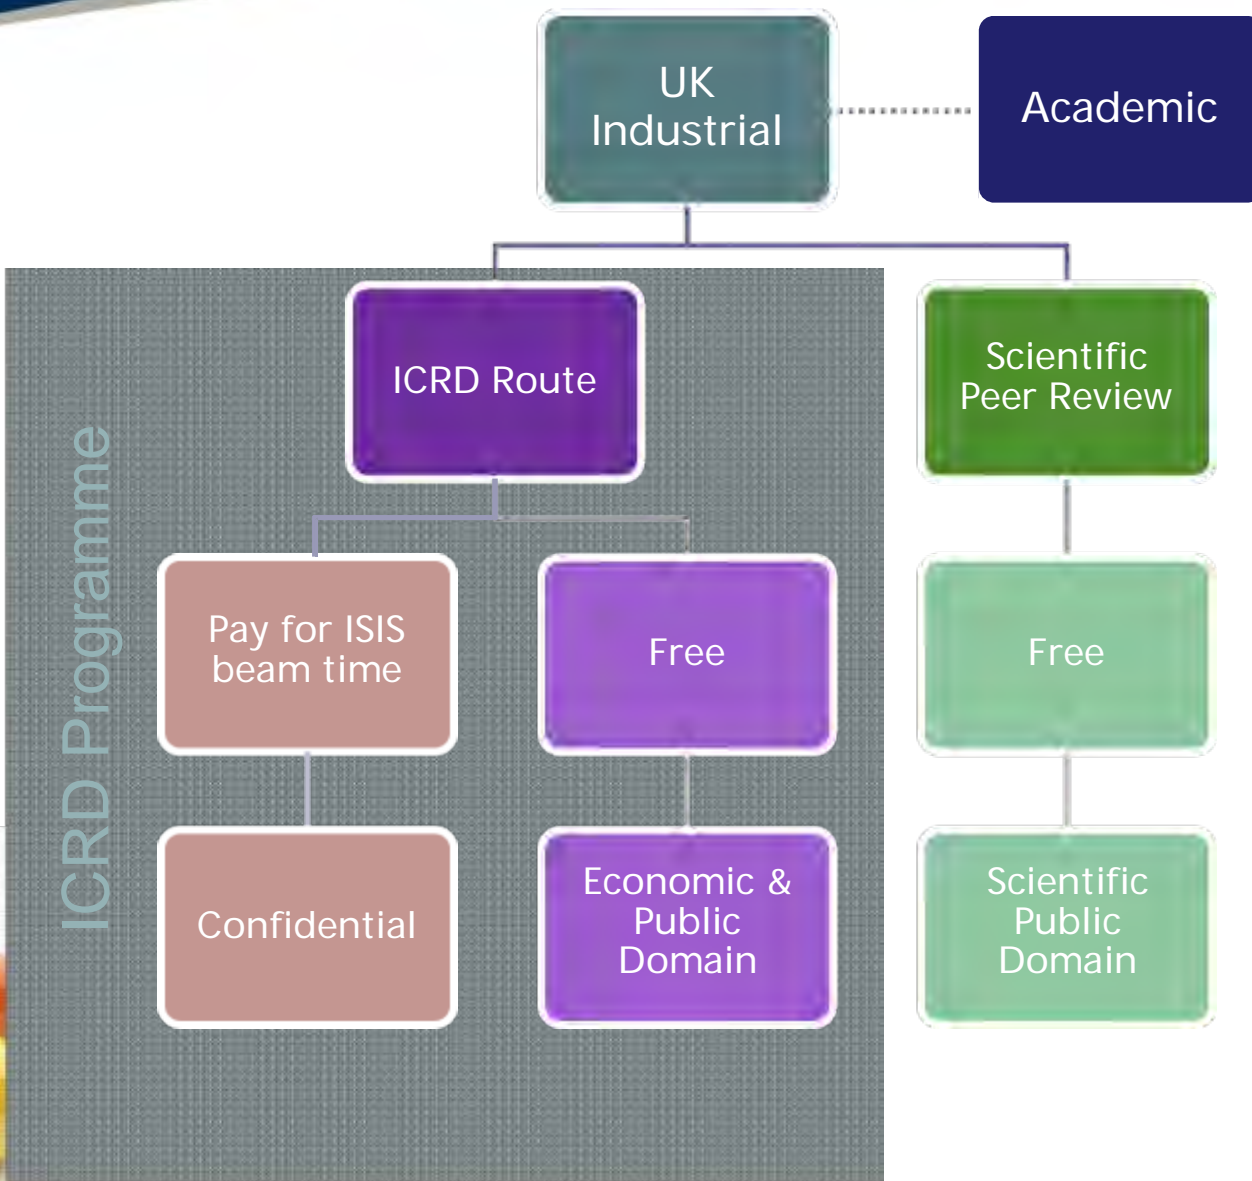 UK
Industrial
Academic
ICRD Programme
ICRD Route
Scientific
Peer Review
Pay for ISIS
beam time
Free
Free
Confidential
Economic &
Public
Domain
Scientific
Public
Domain